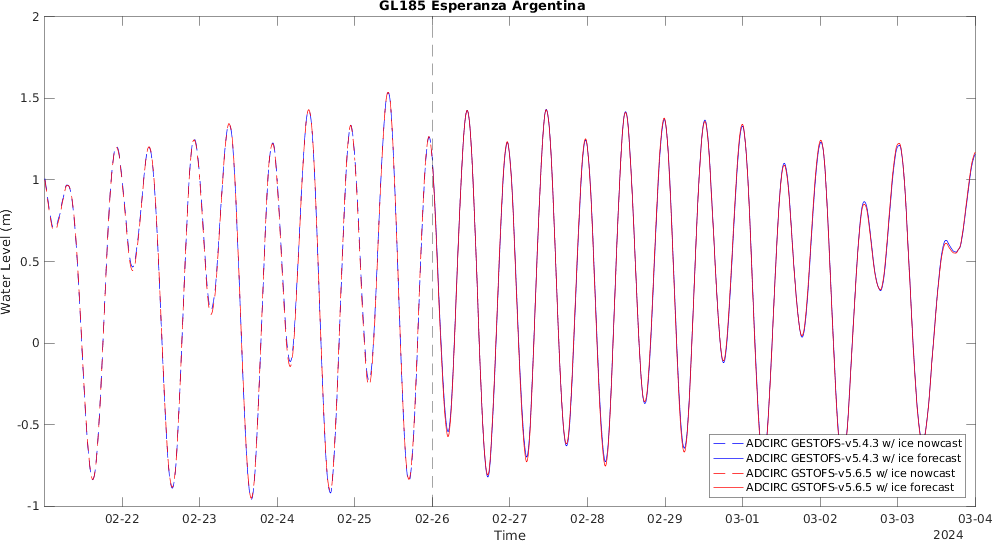 GL185 Esperanza Argentina
2
1.5
1
0.5
0
-0.5
-1
Water Level (m)
02-22 02-23 02-24 02-25 02-26 02-27 02-28 02-29 03-01 03-02 03-03 03-04
Time
2024
ADCIRC GESTOFS-v5.4.3 w/ ice nowcast
ADCIRC GESTOFS-v5.4.3 w/ ice forecast
ADCIRC GSTOFS-v5.6.5 w/ ice nowcast
ADCIRC GSTOFS-v5.6.5 w/ ice forecast